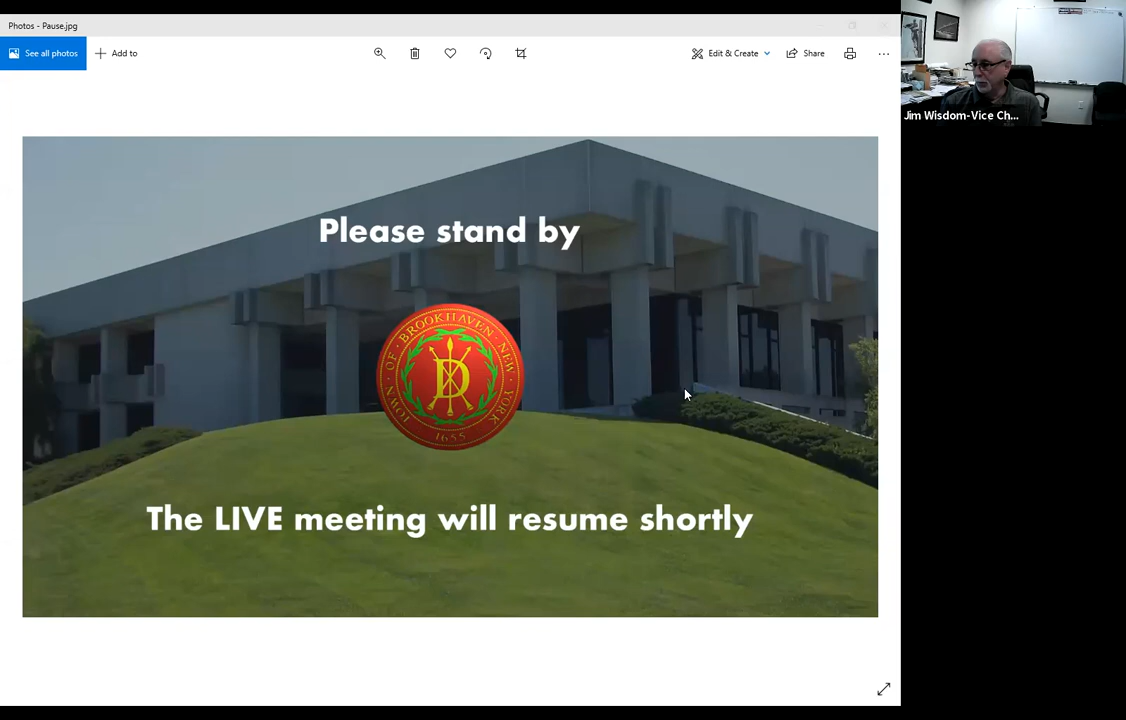 Photos - Pause.jpg
See all photos
Add to
Edit & Create
Share
Jim Wisdom-Vice Ch...
Please stand by
TOWN · OF · BROOKHAVEN · NEW · YORK
D
1655
The LIVE meeting will resume shortly